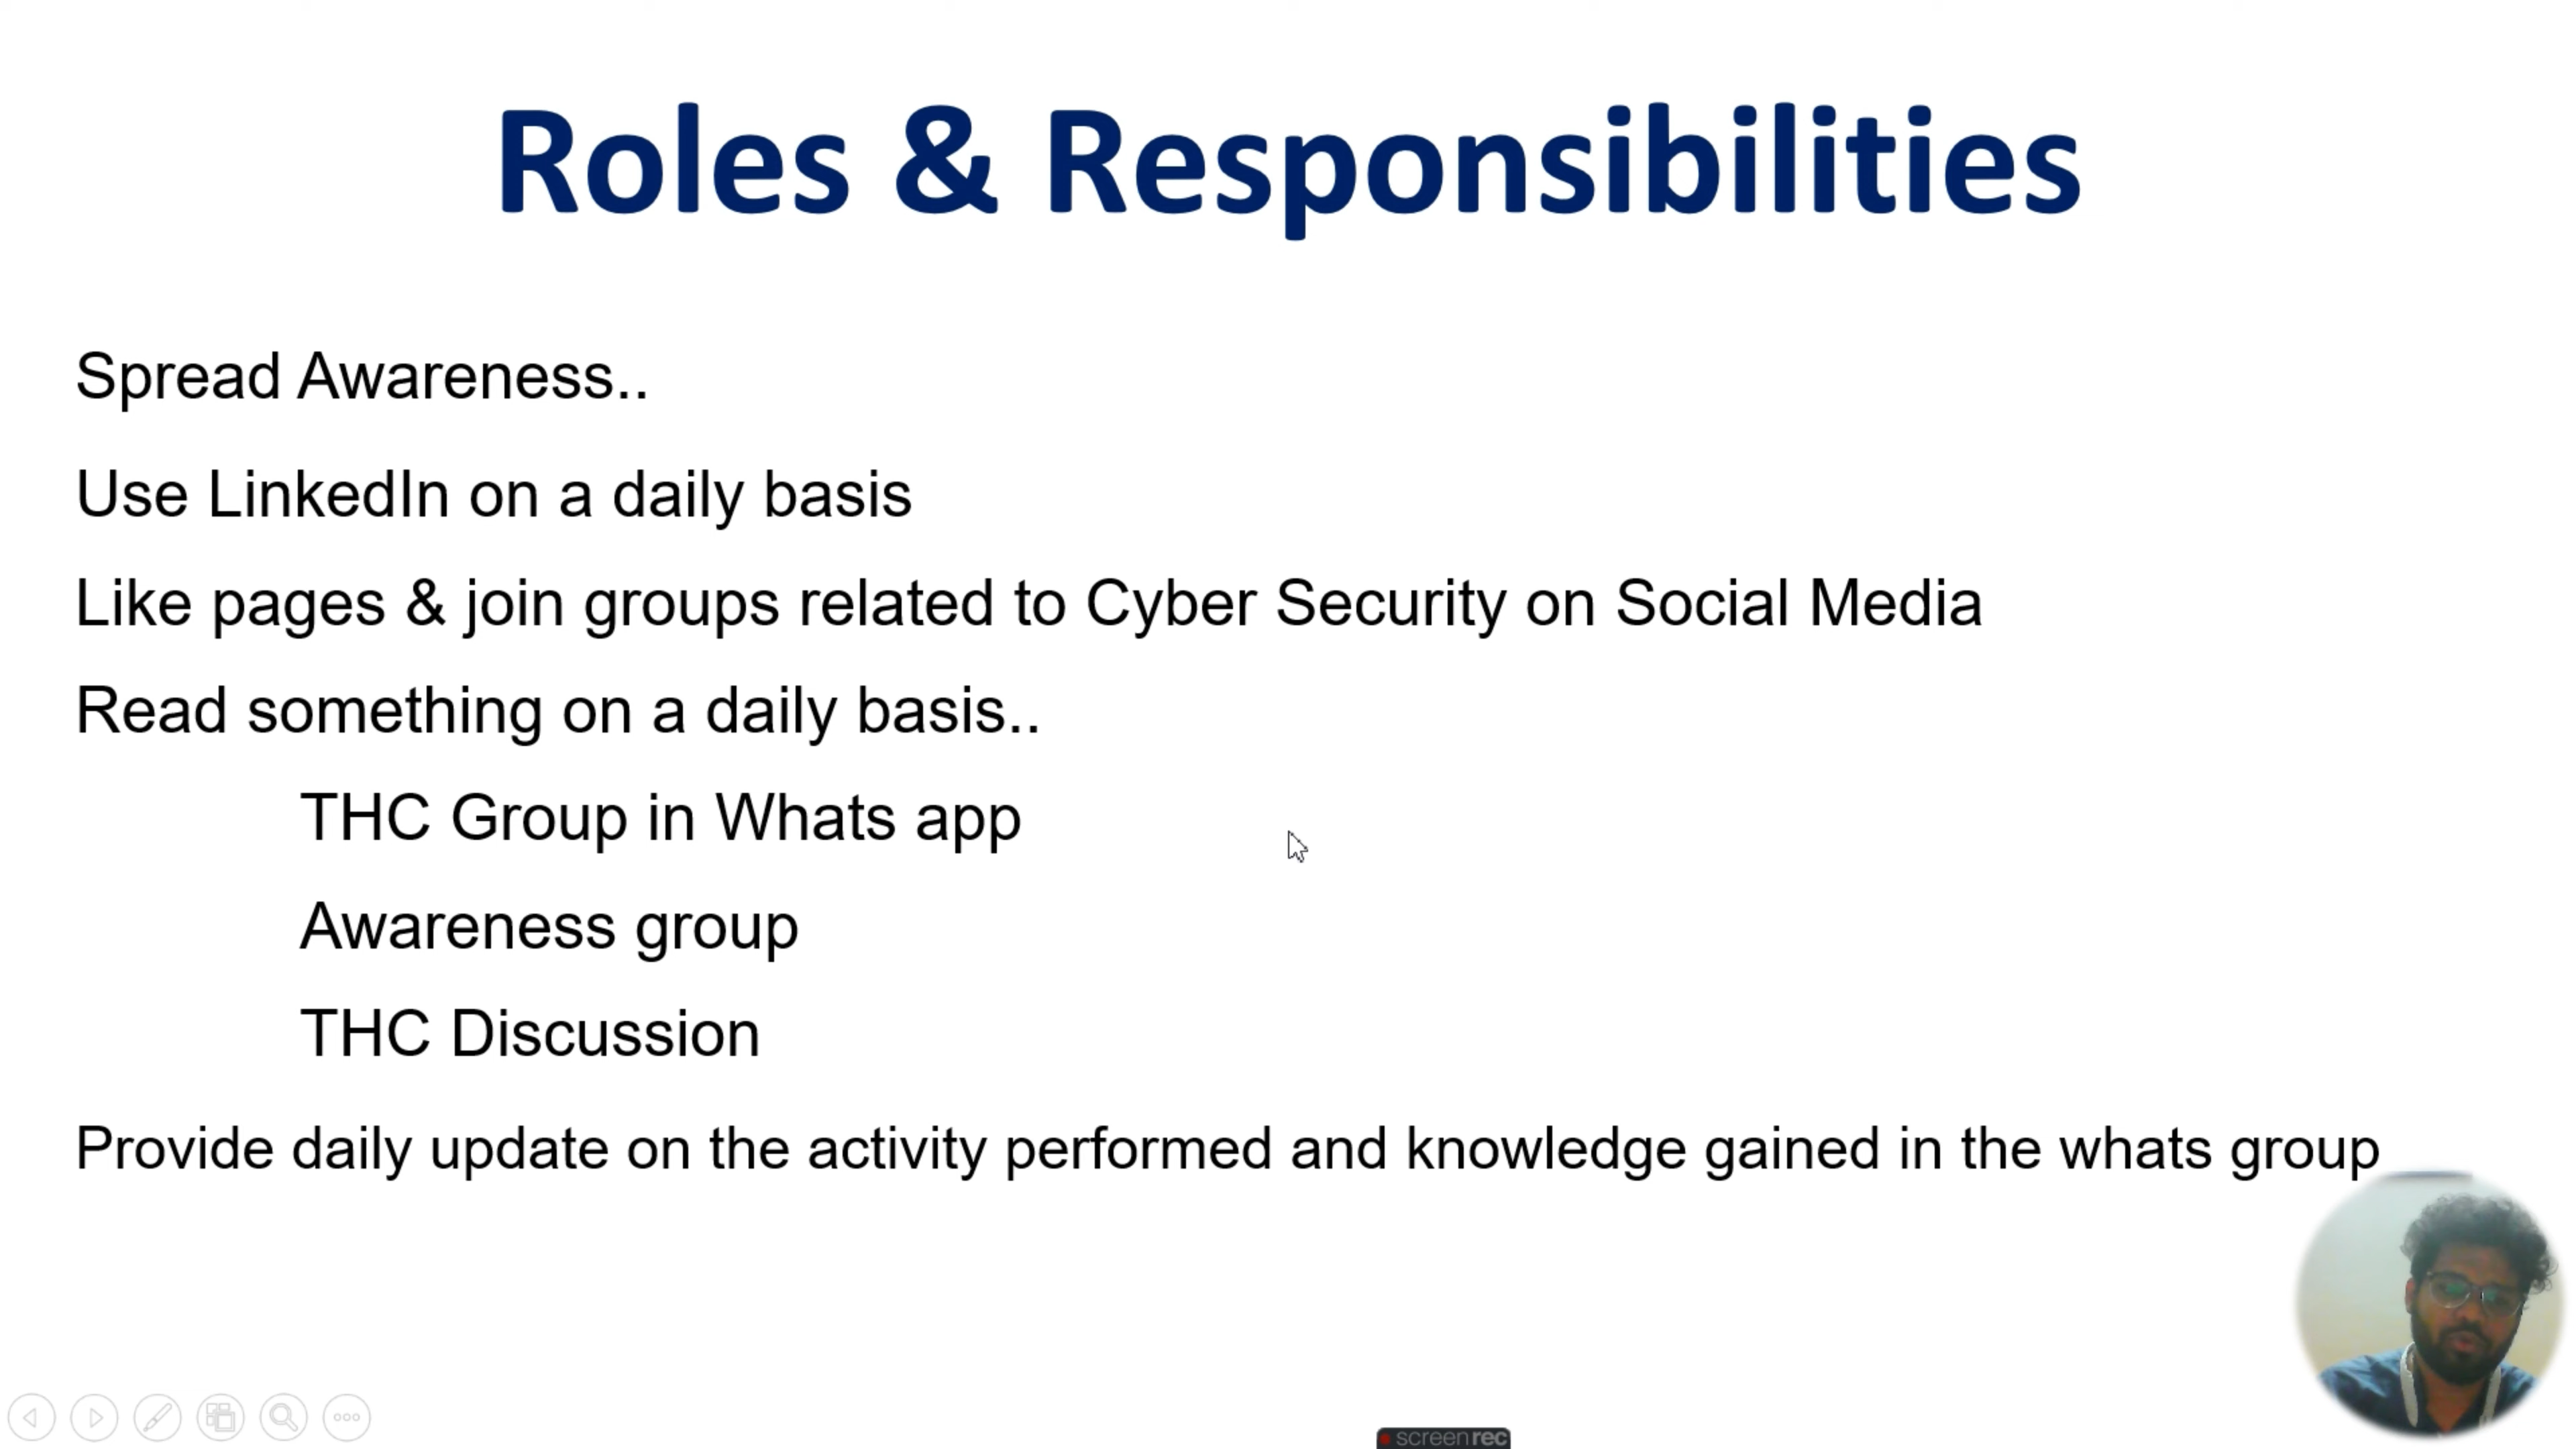 Roles & Responsibilities
Spread Awareness..
Use LinkedIn on a daily basis
Like pages & join groups related to Cyber Security on Social Media
Read something on a daily basis..
THC Group in Whats app
Awareness group
THC Discussion
Provide daily update on the activity performed and knowledge gained in the whats group
screenrec